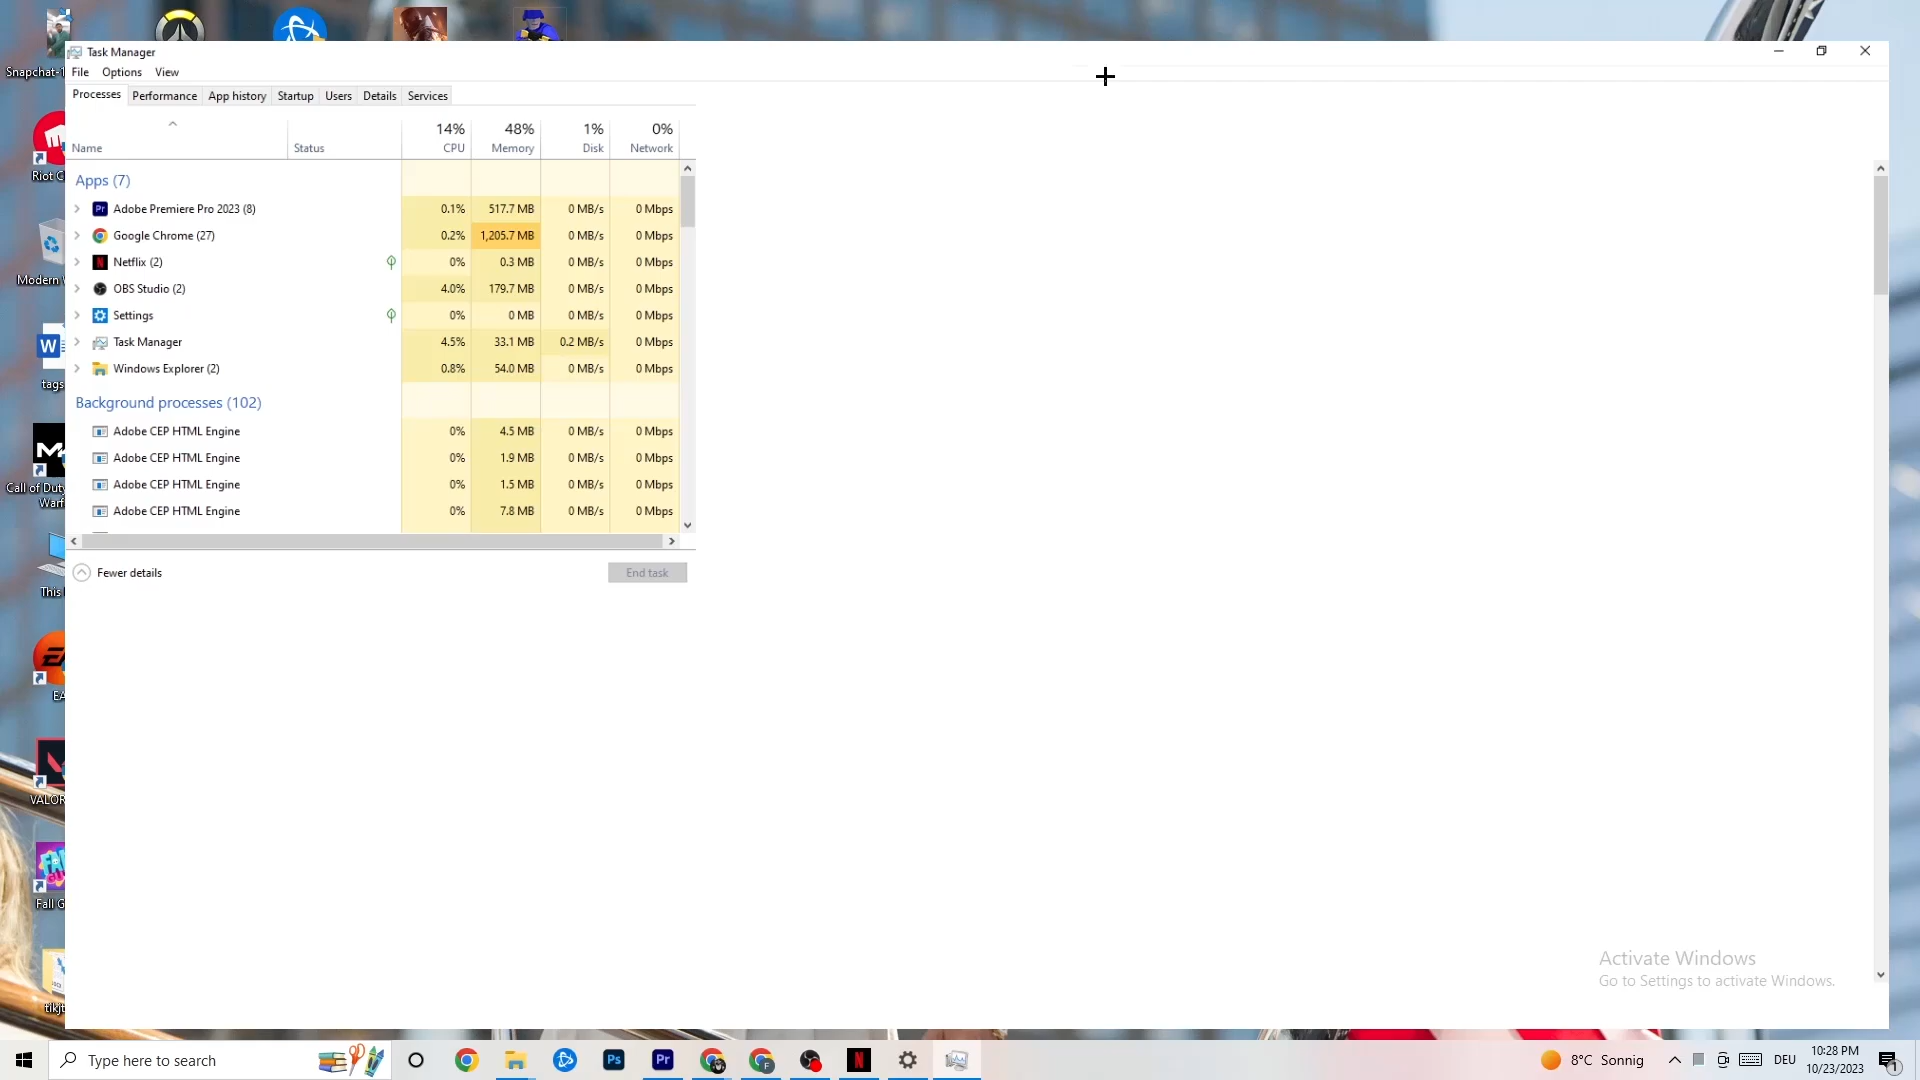 Snapchat-1
Task Manager
File Options View
Processes Performance App history Startup Users Details Services
14% 48% 1% 0%
Name Status CPU Memory Disk Network
Apps (7)
Adobe Premiere Pro 2023 (8) 0.1% 517.7 MB 0 MB/s 0 Mbps
Google Chrome (27) 0.2% 1,205.7 MB 0 MB/s 0 Mbps
Netflix (2) 0% 0.3 MB 0 MB/s 0 Mbps
OBS Studio (2) 4.0% 179.7 MB 0 MB/s 0 Mbps
Settings 0% 0 MB 0 MB/s 0 Mbps
Task Manager 4.5% 33.1 MB 0.2 MB/s 0 Mbps
Windows Explorer (2) 0.8% 54.0 MB 0 MB/s 0 Mbps
Background processes (102)
Adobe CEP HTML Engine 0% 4.5 MB 0 MB/s 0 Mbps
Adobe CEP HTML Engine 0% 1.9 MB 0 MB/s 0 Mbps
Adobe CEP HTML Engine 0% 1.5 MB 0 MB/s 0 Mbps
Adobe CEP HTML Engine 0% 7.8 MB 0 MB/s 0 Mbps
Fewer details End task
Riot C
Modern
tags
Call of Duty
Warf
This
EA
VALOR
Fall G
tikjt
Activate Windows
Go to Settings to activate Windows.
Type here to search
Ps Pr
8°C Sonnig
DEU
10:28 PM
10/23/2023
1